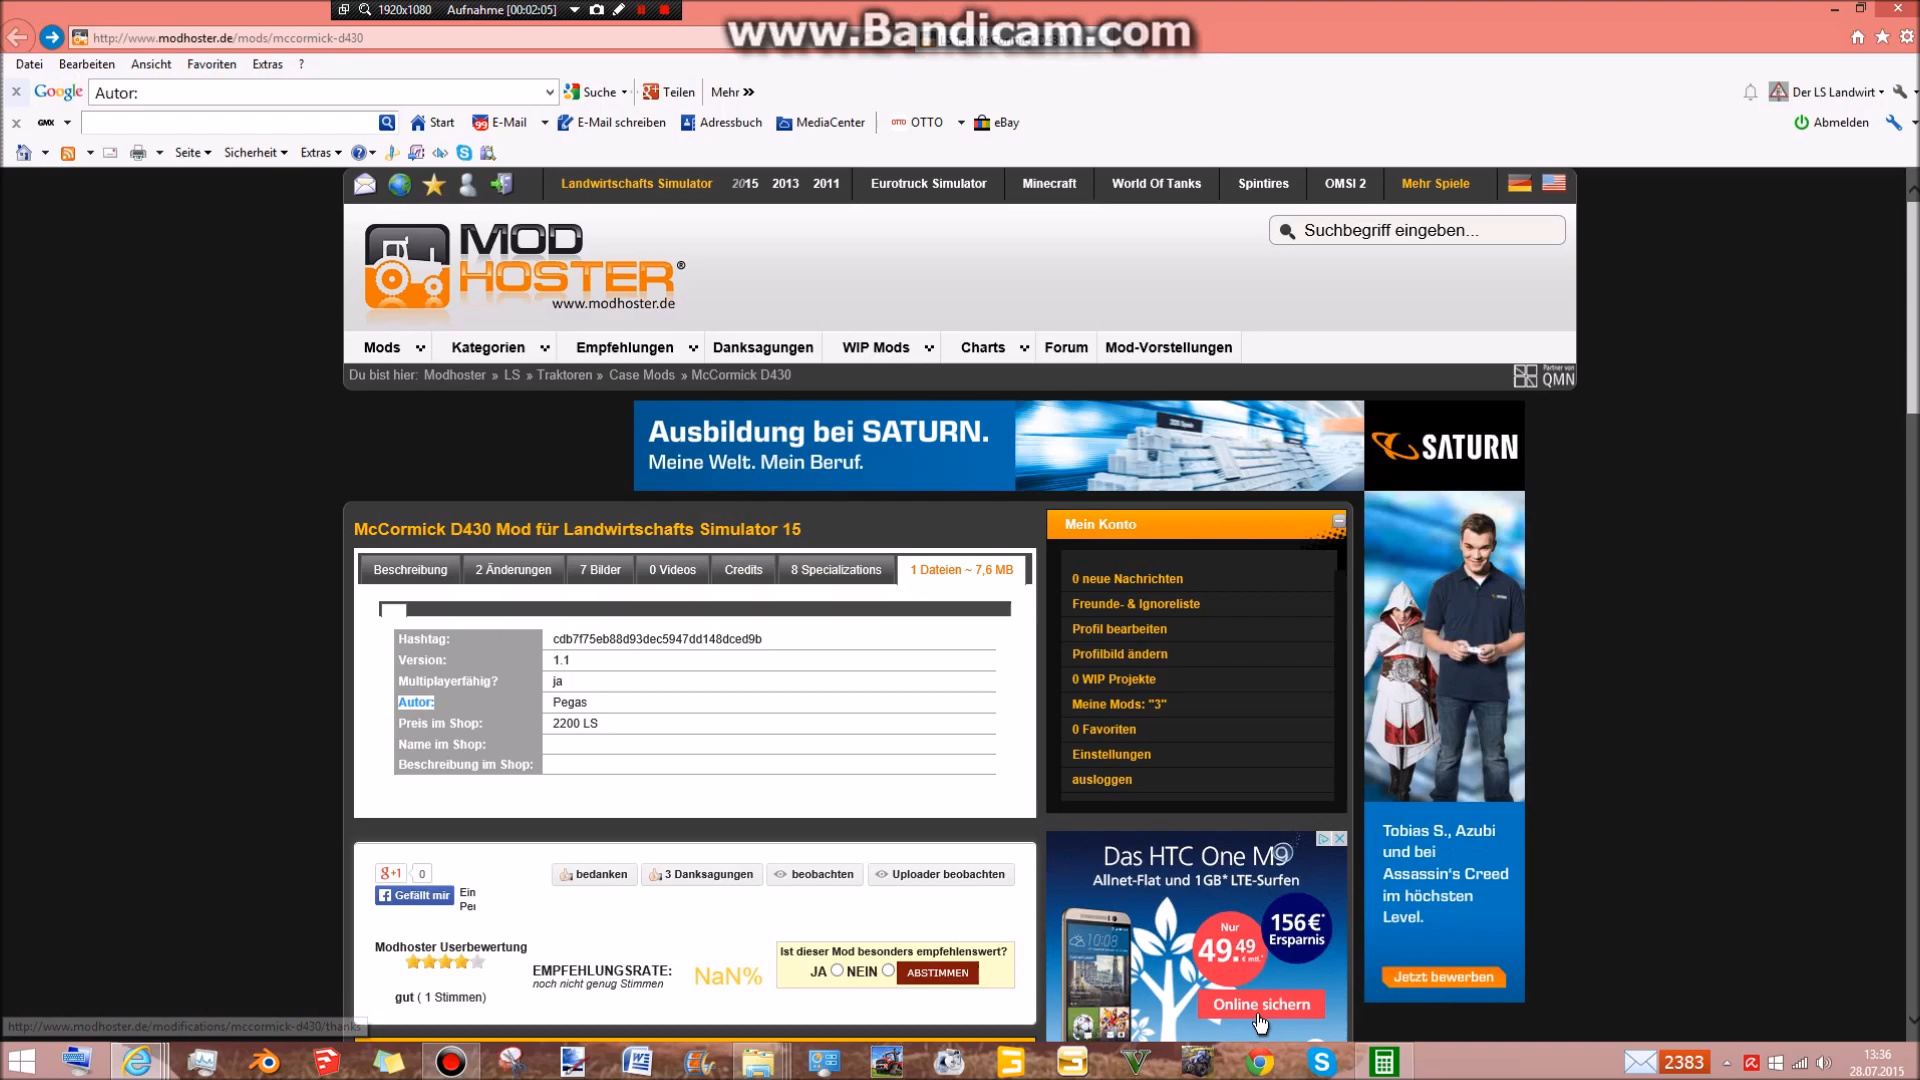 1920x1080 Aufnahme [00:02:05]
www.Bandicam.com
http://www.modhoster.de/mods/mccormick-d430
Datei Bearbeiten Ansicht Favoriten Extras ?
x Google Autor: Suche Teilen Mehr » Der LS Landwirt
x GMX Start E-Mail E-Mail schreiben Adressbuch MediaCenter OTTO OTTO eBay Abmelden
Seite Sicherheit Extras
Landwirtschafts Simulator 2015 2013 2011 Eurotruck Simulator Minecraft World Of Tanks Spintires OMSI 2 Mehr Spiele
MOD
HOSTER®
www.modhoster.de
Suchbegriff eingeben...
Mods Kategorien Empfehlungen Danksagungen WIP Mods Charts Forum Mod-Vorstellungen
Du bist hier: Modhoster » LS » Traktoren » Case Mods » McCormick D430
Partner von
QMN
Ausbildung bei SATURN.
Meine Welt. Mein Beruf.
SATURN
McCormick D430 Mod für Landwirtschafts Simulator 15
Beschreibung 2 Änderungen 7 Bilder 0 Videos Credits 8 Specializations 1 Dateien ~ 7,6 MB
Hashtag: cdb7f75eb88d93dec5947dd148dced9b
Version: 1.1
Multiplayerfähig? ja
Autor: Pegas
Preis im Shop: 2200 LS
Name im Shop:
Beschreibung im Shop:
Mein Konto
0 neue Nachrichten
Freunde- & Ignoreliste
Profil bearbeiten
Profilbild ändern
0 WIP Projekte
Meine Mods: "3"
0 Favoriten
Einstellungen
ausloggen
Tobias S., Azubi
und bei
Assassin's Creed
im höchsten
Level.
Jetzt bewerben
g+1 0
Gefällt mir
Ein
Per
bedanken 3 Danksagungen beobachten Uploader beobachten
Modhoster Userbewertung
gut ( 1 Stimmen)
EMPFEHLUNGSRATE:
noch nicht genug Stimmen
NaN%
Ist dieser Mod besonders empfehlenswert?
JA NEIN ABSTIMMEN
Das HTC One M9
Allnet-Flat und 1GB* LTE-Surfen
10:08
Nur
49.49
€ mtl.*
156€*
Ersparnis
Online sichern
http://www.modhoster.de/modifications/mccormick-d430/thanks
2383
13:36
28.07.2015